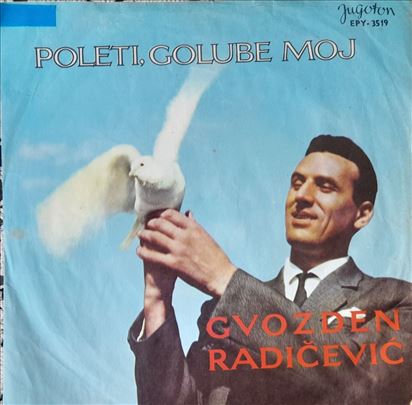 Jugoton
EPY-3519
POLETI, GOLUBE MOJ
GVOZDEN
RADIČEVIĆ